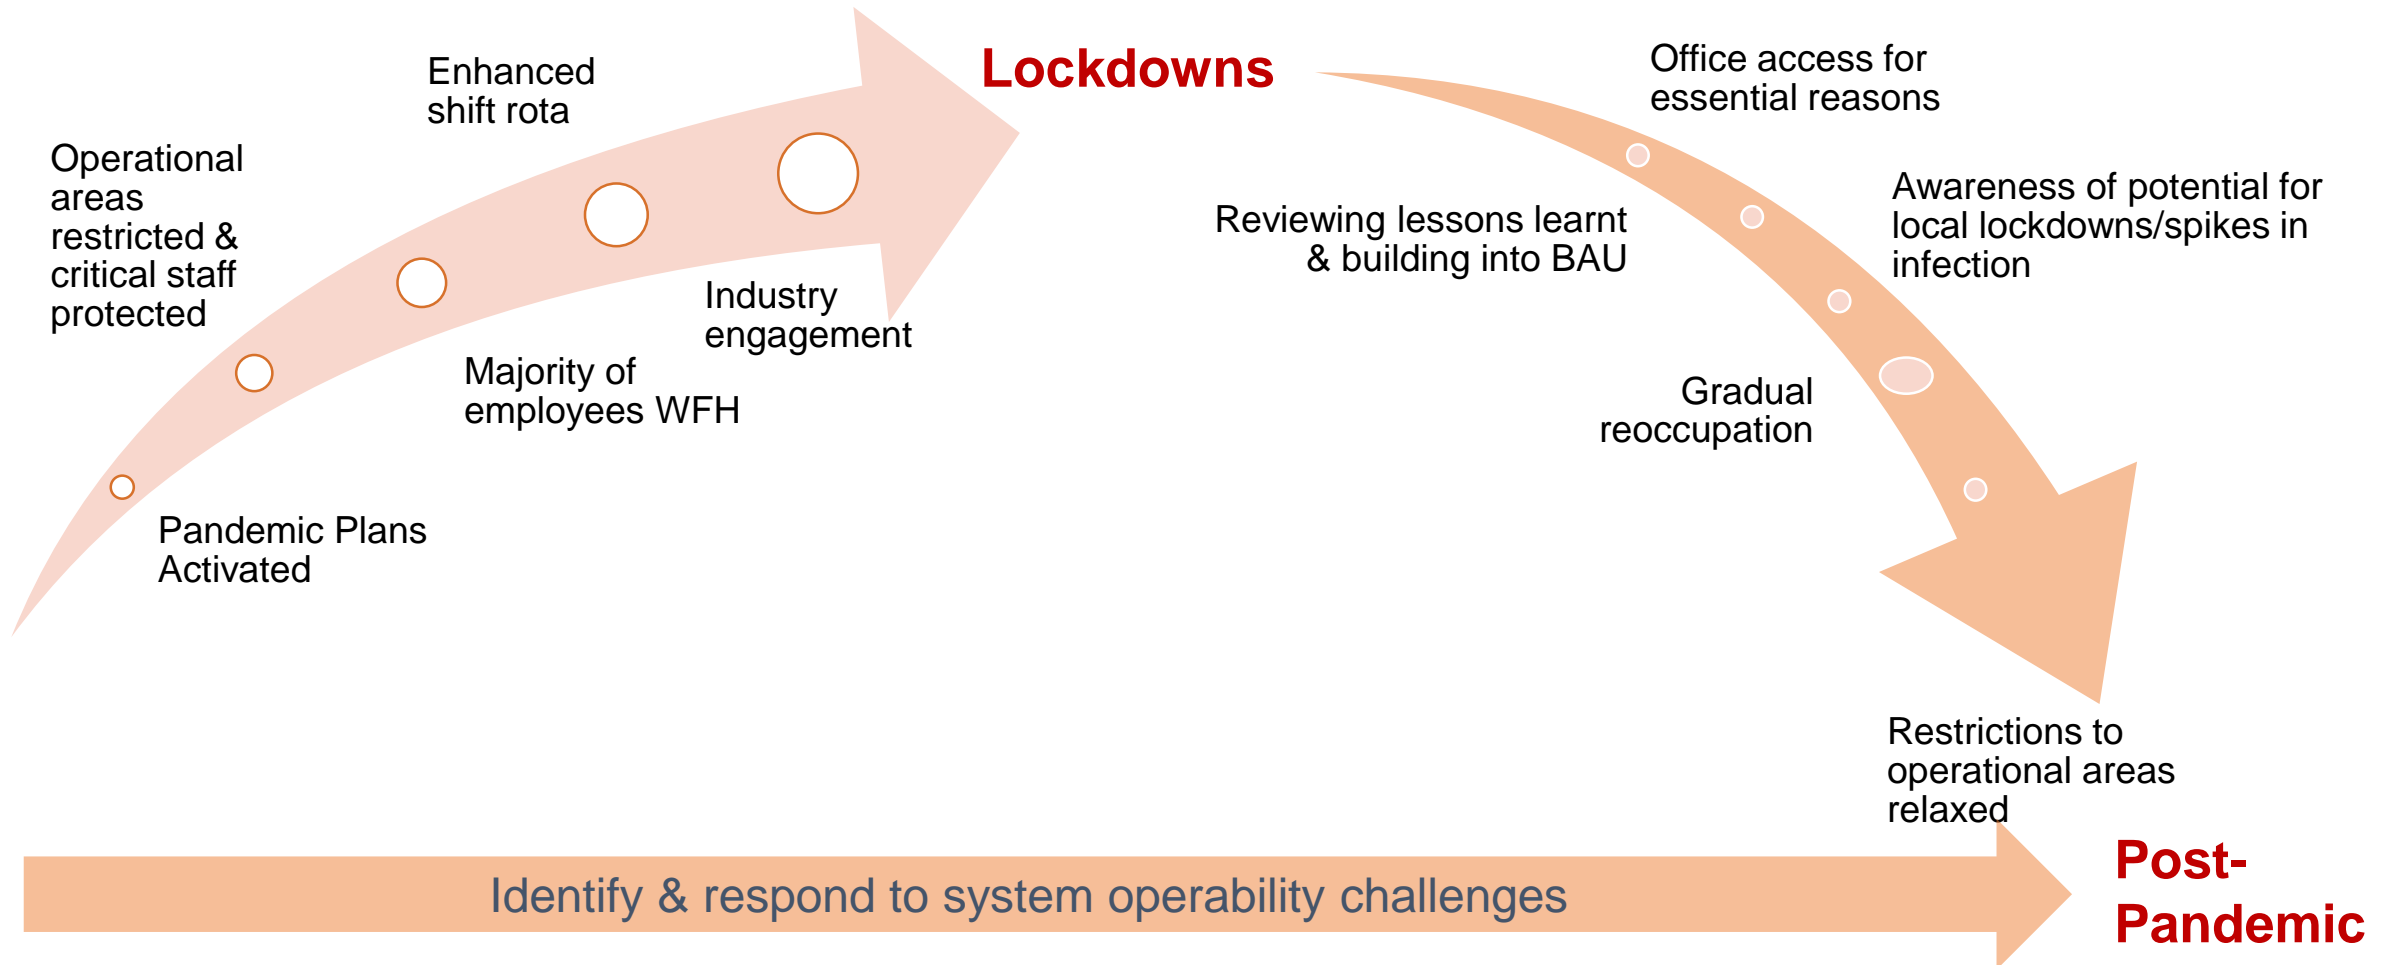 Pandemic Plans
Activated
Operational
areas
restricted &
critical staff
protected
Majority of
employees WFH
Enhanced
shift rota
Industry
engagement
Lockdowns
Office access for
essential reasons
Reviewing lessons learnt
& building into BAU
Awareness of potential for
local lockdowns/spikes in
infection
Gradual
reoccupation
Restrictions to
operational areas
relaxed
Identify & respond to system operability challenges
Post-
Pandemic